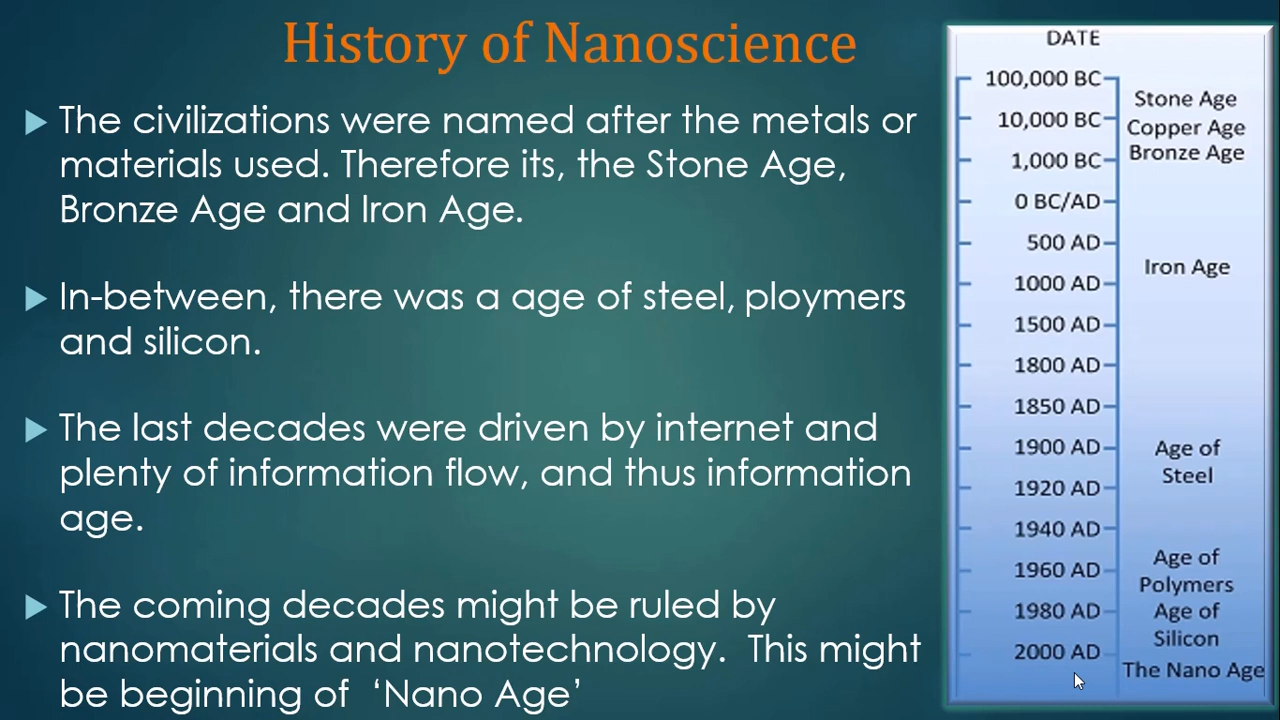 History of Nanoscience
The civilizations were named after the metals or
materials used. Therefore its, the Stone Age,
Bronze Age and Iron Age.
In-between, there was a age of steel, ploymers
and silicon.
The last decades were driven by internet and
plenty of information flow, and thus information
age.
The coming decades might be ruled by
nanomaterials and nanotechnology.  This might
be beginning of  ‘Nano Age’
DATE
100,000 BC
Stone Age
10,000 BC
Copper Age
Bronze Age
1,000 BC
0 BC/AD
500 AD
Iron Age
1000 AD
1500 AD
1800 AD
1850 AD
1900 AD
Age of
Steel
1920 AD
1940 AD
Age of
1960 AD
Polymers
1980 AD
Age of
Silicon
2000 AD
The Nano Age